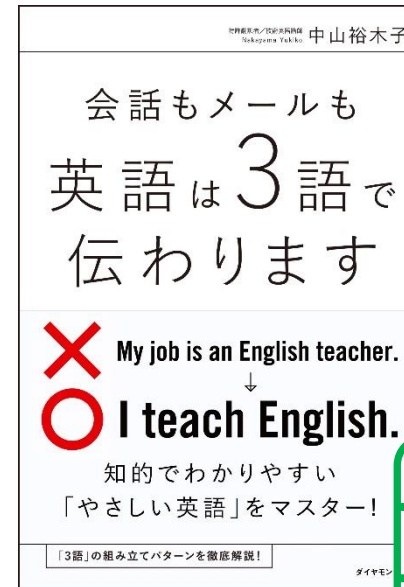 中山裕木子
Nakayama Yukiko
会話もメールも
英語は3語で
伝わります
My job is an English teacher.
↓
I teach English.
知的でわかりやすい
「やさしい英語」をマスター!
「3語」の組み立てパターンを徹底解説!
ダイヤモン